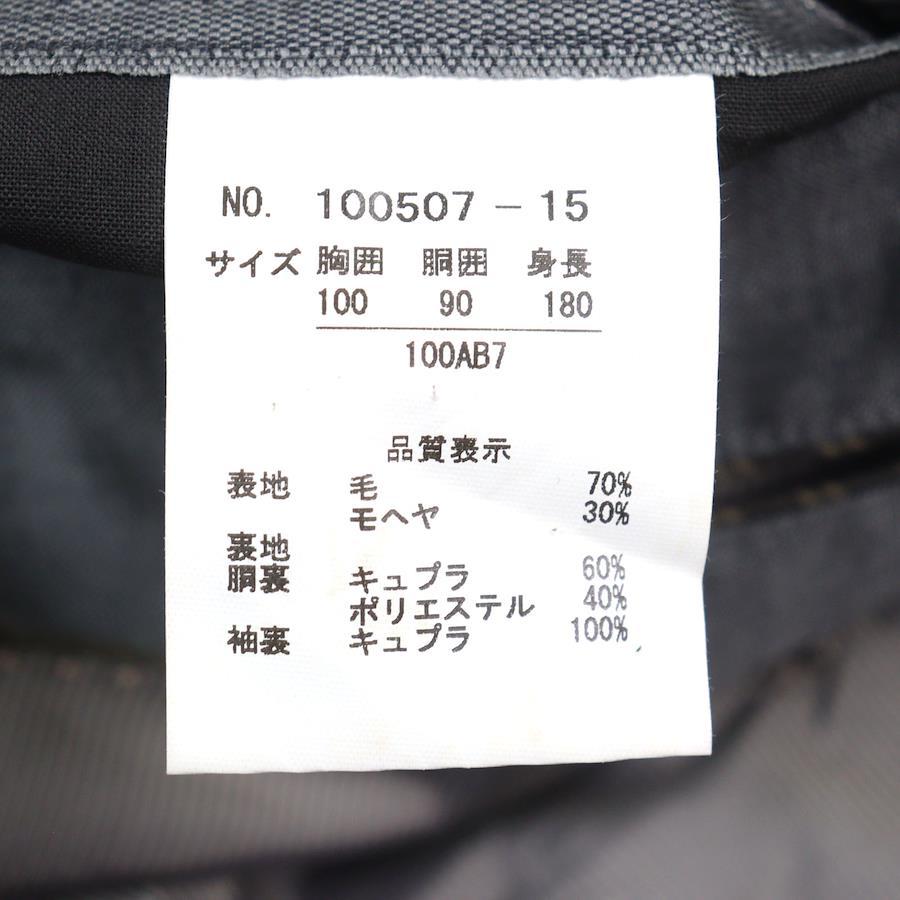 NO. 100507-15
サイズ 胸囲 胴囲 身長
100 90 180
100AB7
品質表示
表地 毛 70%
モヘヤ 30%
裏地
胴裏 キュプラ 60%
ポリエステル 40%
袖裏 キュプラ 100%